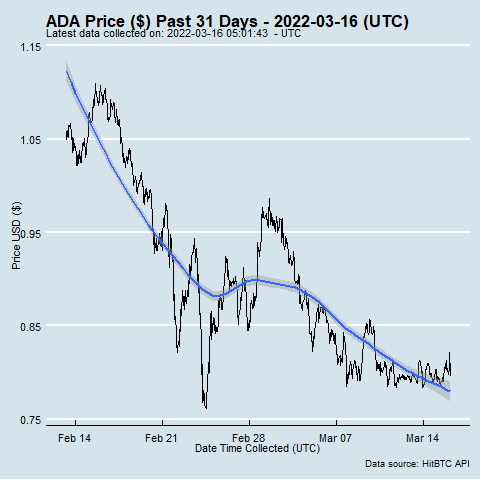 ADA Price ($) Past 31 Days - 2022-03-16 (UTC)
Latest data collected on: 2022-03-16 05:01:43 - UTC
1.15
1.05
0.95
0.85
0.75
Price USD ($)
Feb 14 Feb 21 Feb 28 Mar 07 Mar 14
Date Time Collected (UTC)
Data source: HitBTC API